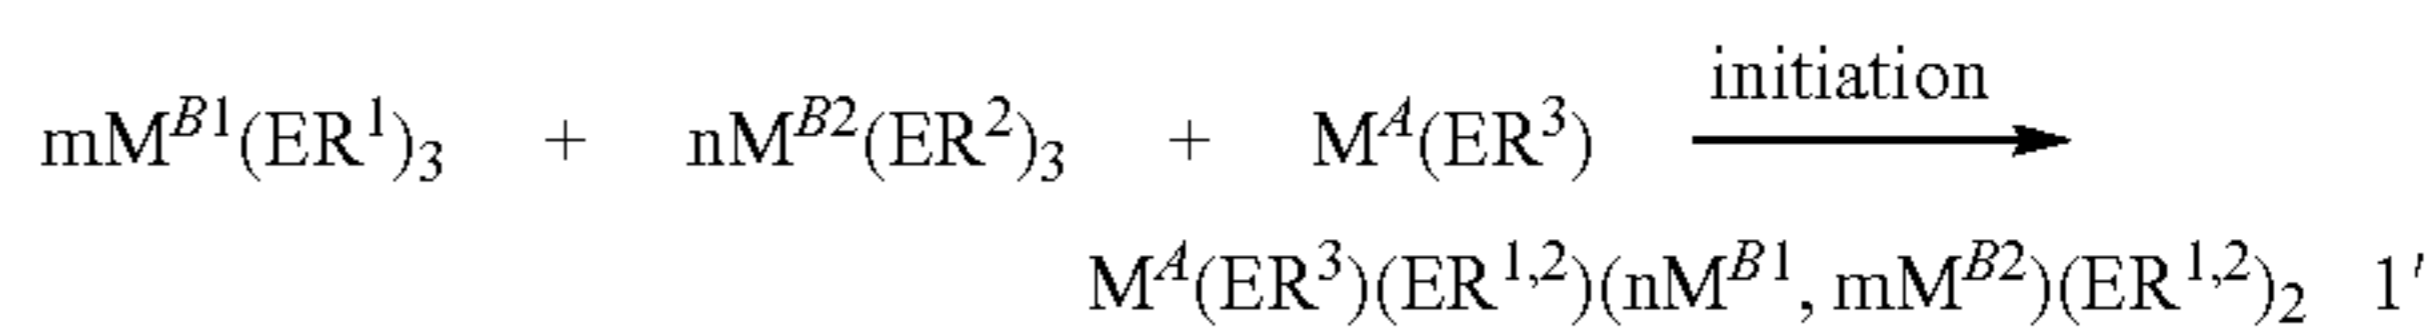 initiation
mM^{B1}(ER^1)_3 + nM^{B2}(ER^2)_3 + M^A(ER^3) ⟶
M^A(ER^3)(ER^{1,2})(nM^{B1}, mM^{B2})(ER^{1,2})_2 1′